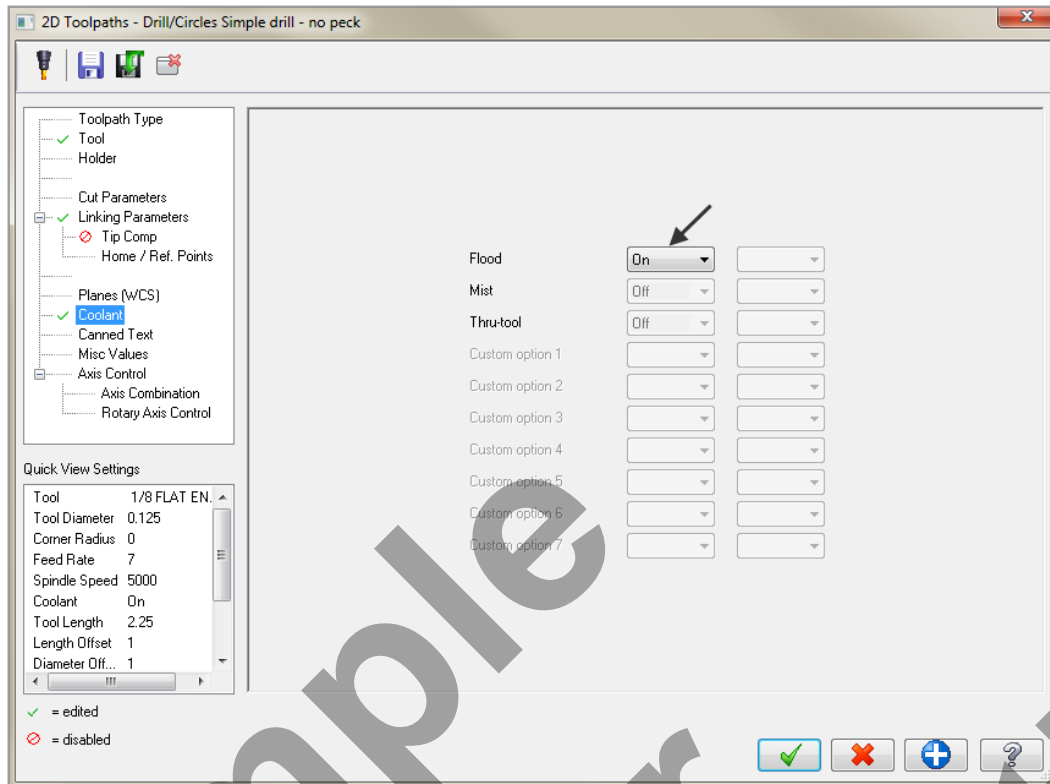 2D Toolpaths - Drill/Circles Simple drill - no peck
Toolpath Type
Tool
Holder
Cut Parameters
Linking Parameters
Tip Comp
Home / Ref. Points
Planes (WCS)
Coolant
Canned Text
Misc Values
Axis Control
Axis Combination
Rotary Axis Control
Quick View Settings
Tool 1/8 FLAT EN.
Tool Diameter 0.125
Corner Radius 0
Feed Rate 7
Spindle Speed 5000
Coolant On
Tool Length 2.25
Length Offset 1
Diameter Off... 1
= edited
= disabled
Flood On
Mist Off
Thru-tool Off
Custom option 1
Custom option 2
Custom option 3
Custom option 4
Custom option 5
Custom option 6
Custom option 7